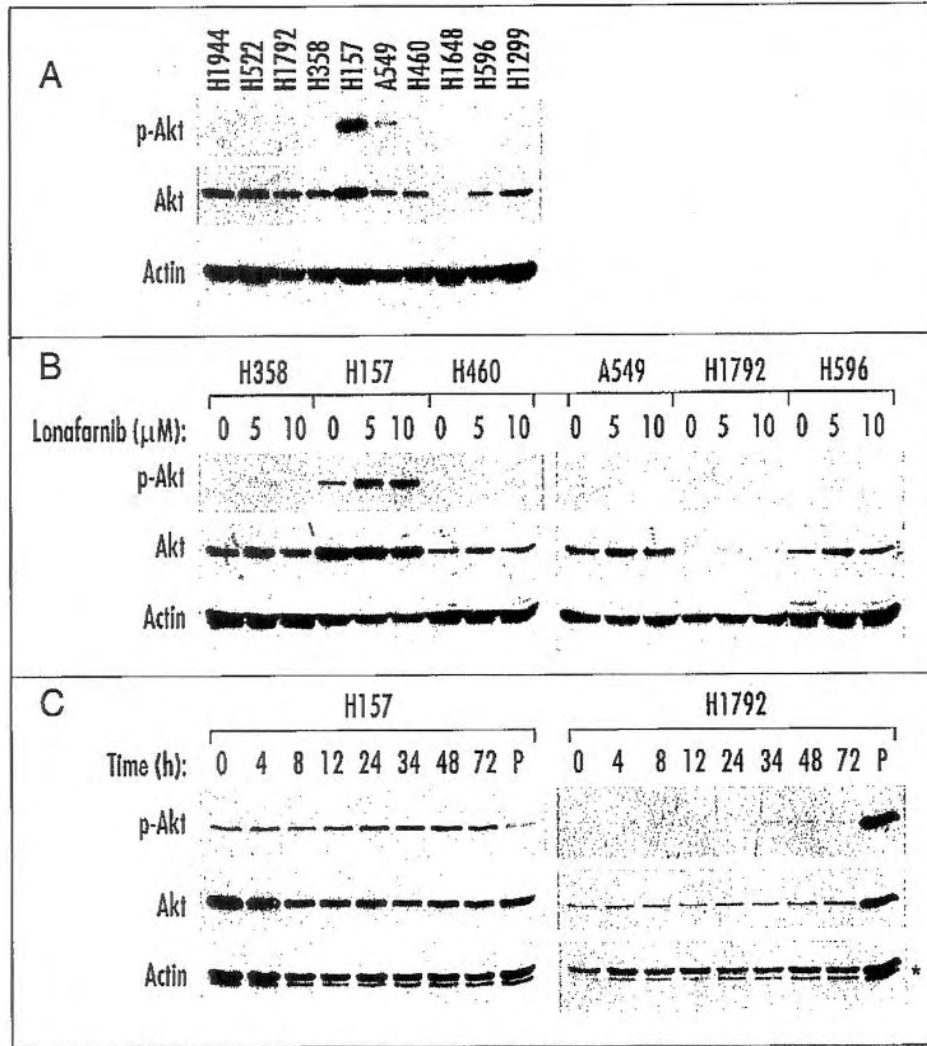 A
H1944 H522 H1792 H358 H157 A549 H460 H1648 H596 H1299
p-Akt
Akt
Actin
B
H358 H157 H460 A549 H1792 H596
Lonafarnib (μM): 0 5 10 0 5 10 0 5 10 0 5 10 0 5 10 0 5 10
p-Akt
Akt
Actin
C
H157 H1792
Time (h): 0 4 8 12 24 34 48 72 P 0 4 8 12 24 34 48 72 P
p-Akt
Akt
Actin *